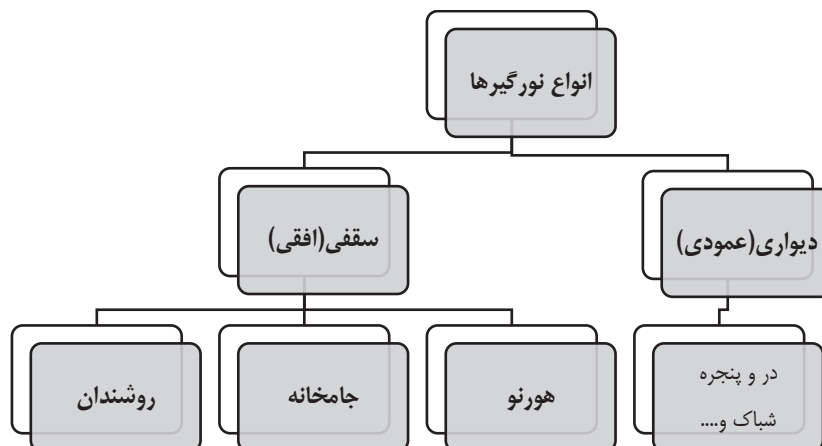 انواع نورگیرها
دیواری(عمودی)
سقفی(افقی)
در و پنجره
شباک و....
هورنو
جامخانه
روشندان